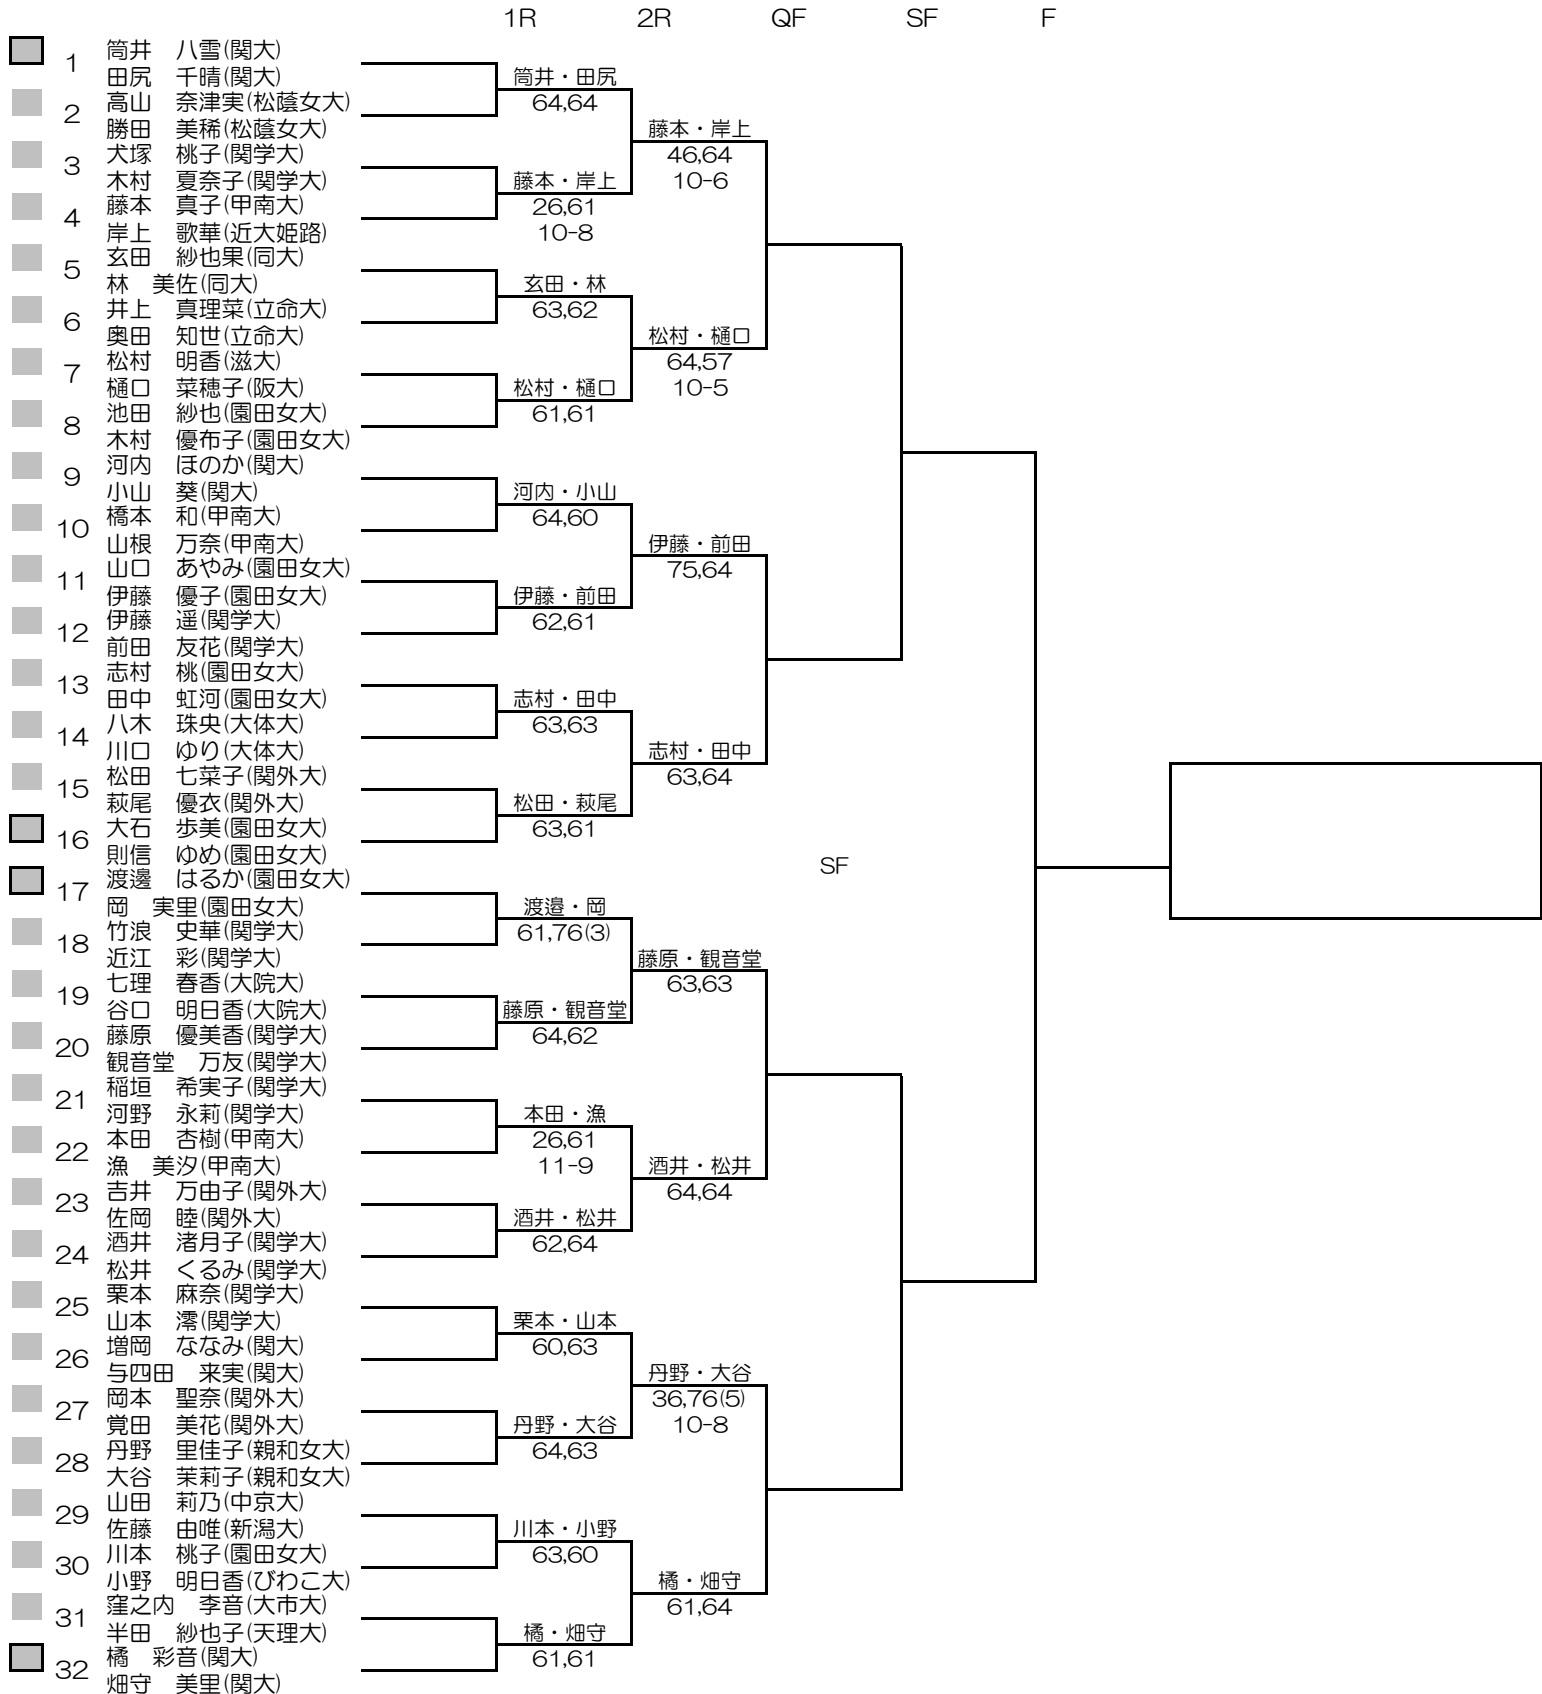 1R 2R QF SF F
1 筒井 八雪(関大)
田尻 千晴(関大)
筒井・田尻
64,64
2 高山 奈津実(松蔭女大)
勝田 美稀(松蔭女大)
藤本・岸上
46,64
10-6
3 犬塚 桃子(関学大)
木村 夏奈子(関学大)
藤本・岸上
26,61
10-8
4 藤本 真子(甲南大)
岸上 歌華(近大姫路)
5 玄田 紗也果(同大)
林 美佐(同大)
玄田・林
63,62
6 井上 真理菜(立命大)
奥田 知世(立命大)
松村・樋口
64,57
10-5
7 松村 明香(滋大)
樋口 菜穂子(阪大)
松村・樋口
61,61
8 池田 紗也(園田女大)
木村 優布子(園田女大)
9 河内 ほのか(関大)
小山 葵(関大)
河内・小山
64,60
10 橋本 和(甲南大)
山根 万奈(甲南大)
伊藤・前田
75,64
11 山口 あやみ(園田女大)
伊藤 優子(園田女大)
伊藤・前田
62,61
12 伊藤 遥(関学大)
前田 友花(関学大)
13 志村 桃(園田女大)
田中 虹河(園田女大)
志村・田中
63,63
14 八木 珠央(大体大)
川口 ゆり(大体大)
志村・田中
63,64
15 松田 七菜子(関外大)
萩尾 優衣(関外大)
松田・萩尾
63,61
16 大石 歩美(園田女大)
則信 ゆめ(園田女大)
SF
17 渡邊 はるか(園田女大)
岡 実里(園田女大)
渡邉・岡
61,76(3)
18 竹浪 史華(関学大)
近江 彩(関学大)
藤原・観音堂
63,63
19 七理 春香(大院大)
谷口 明日香(大院大)
藤原・観音堂
64,62
20 藤原 優美香(関学大)
観音堂 万友(関学大)
21 稲垣 希実子(関学大)
河野 永莉(関学大)
本田・漁
26,61
11-9
22 本田 杏樹(甲南大)
漁 美汐(甲南大)
酒井・松井
64,64
23 吉井 万由子(関外大)
佐岡 睦(関外大)
酒井・松井
62,64
24 酒井 渚月子(関学大)
松井 くるみ(関学大)
25 栗本 麻奈(関学大)
山本 澪(関学大)
栗本・山本
60,63
26 増岡 ななみ(関大)
与四田 来実(関大)
丹野・大谷
36,76(5)
10-8
27 岡本 聖奈(関外大)
覚田 美花(関外大)
丹野・大谷
64,63
28 丹野 里佳子(親和女大)
大谷 茉莉子(親和女大)
29 山田 莉乃(中京大)
佐藤 由唯(新潟大)
川本・小野
63,60
30 川本 桃子(園田女大)
小野 明日香(びわこ大)
橘・畑守
61,64
31 窪之内 李音(大市大)
半田 紗也子(天理大)
橘・畑守
61,61
32 橘 彩音(関大)
畑守 美里(関大)